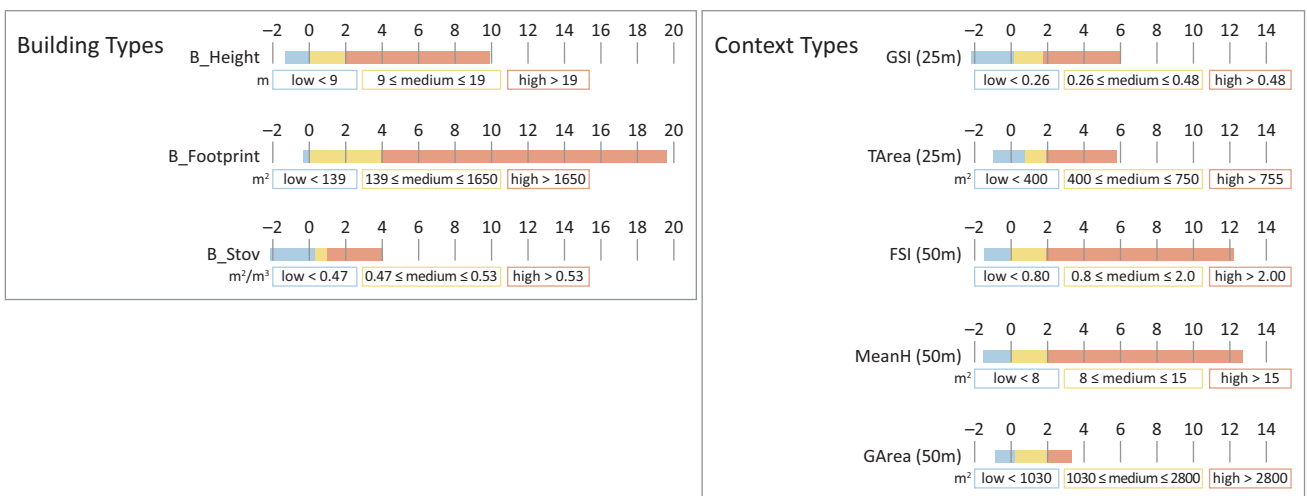 Building Types
−2 0 2 4 6 8 10 12 14 16 18 20
B_Height
m low < 9 9 ≤ medium ≤ 19 high > 19
−2 0 2 4 6 8 10 12 14 16 18 20
B_Footprint
m² low < 139 139 ≤ medium ≤ 1650 high > 1650
−2 0 2 4 6 8 10 12 14 16 18 20
B_Stov
m²/m³ low < 0.47 0.47 ≤ medium ≤ 0.53 high > 0.53
Context Types
−2 0 2 4 6 8 10 12 14
GSI (25m)
low < 0.26 0.26 ≤ medium ≤ 0.48 high > 0.48
−2 0 2 4 6 8 10 12 14
TArea (25m)
m² low < 400 400 ≤ medium ≤ 750 high > 755
−2 0 2 4 6 8 10 12 14
FSI (50m)
low < 0.80 0.8 ≤ medium ≤ 2.0 high > 2.00
−2 0 2 4 6 8 10 12 14
MeanH (50m)
m² low < 8 8 ≤ medium ≤ 15 high > 15
−2 0 2 4 6 8 10 12 14
GArea (50m)
m² low < 1030 1030 ≤ medium ≤ 2800 high > 2800